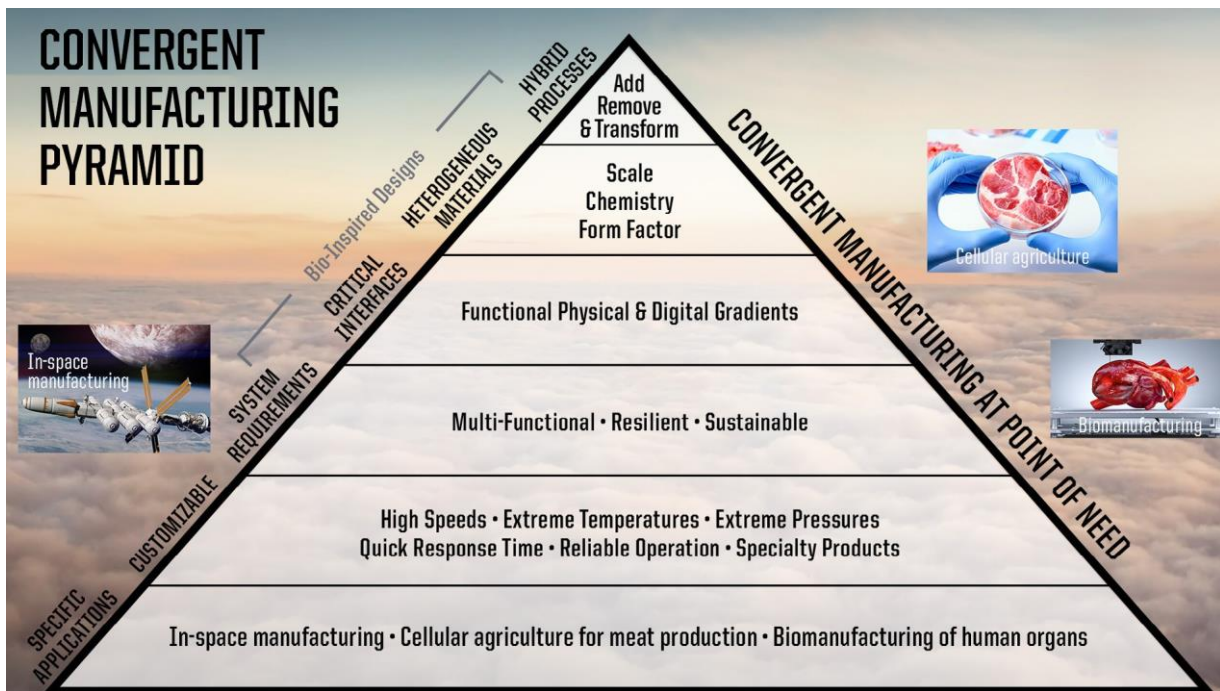 CONVERGENT
MANUFACTURING
PYRAMID
HYBRID
PROCESSES
Add
Remove
& Transform
Bio-Inspired Designs
HETEROGENEOUS
MATERIALS
Scale
Chemistry
Form Factor
CRITICAL
INTERFACES
Functional Physical & Digital Gradients
SYSTEM
REQUIREMENTS
Multi-Functional • Resilient • Sustainable
CUSTOMIZABLE
High Speeds • Extreme Temperatures • Extreme Pressures
Quick Response Time • Reliable Operation • Specialty Products
SPECIFIC
APPLICATIONS
In-space manufacturing • Cellular agriculture for meat production • Biomanufacturing of human organs
CONVERGENT MANUFACTURING AT POINT OF NEED
In-space
manufacturing
Cellular agriculture
Biomanufacturing